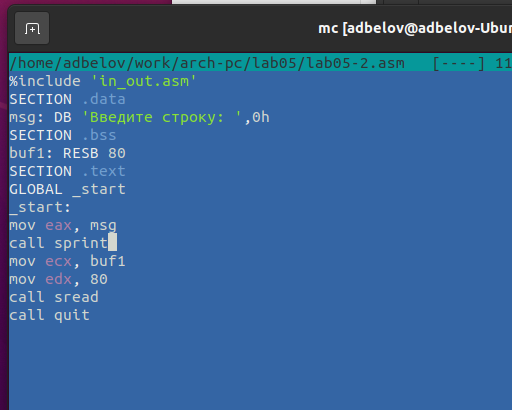 mc [adbelov@adbelov-Ubun
/home/adbelov/work/arch-pc/lab05/lab05-2.asm [----] 11
%include 'in_out.asm'
SECTION .data
msg: DB 'Введите строку: ',0h
SECTION .bss
buf1: RESB 80
SECTION .text
GLOBAL _start
_start:
mov eax, msg
call sprint
mov ecx, buf1
mov edx, 80
call sread
call quit